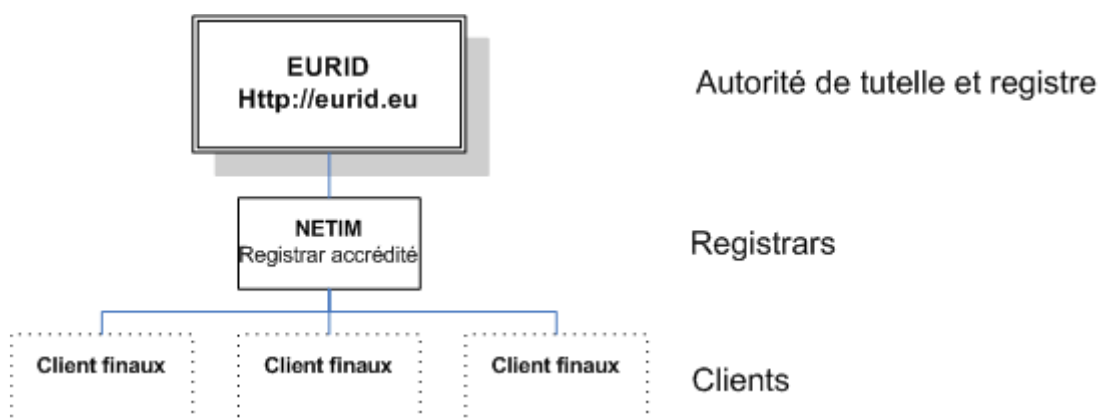 EURID
Http://eurid.eu
Autorité de tutelle et registre
NETIM
Registrar accrédité
Registrars
Client finaux
Client finaux
Client finaux
Clients